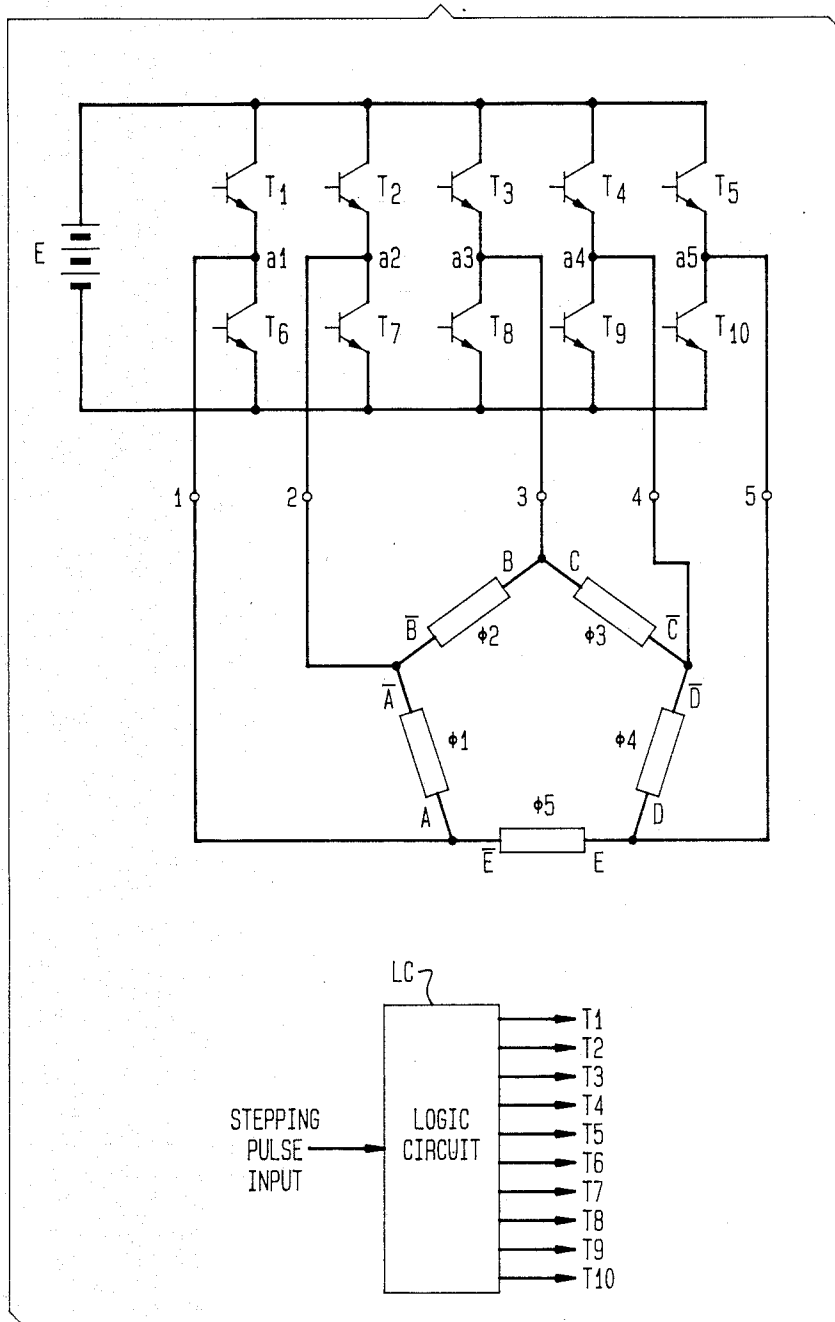 T1 T2 T3 T4 T5
E a1 a2 a3 a4 a5
T6 T7 T8 T9 T10
1 2 3 4 5
B C
B̅ ϕ2 ϕ3 C̅
A̅ D̅
ϕ1 ϕ4
A ϕ5 D
E̅ E
LC
T1
T2
T3
T4
T5
T6
T7
T8
T9
T10
STEPPING
PULSE
INPUT
LOGIC
CIRCUIT